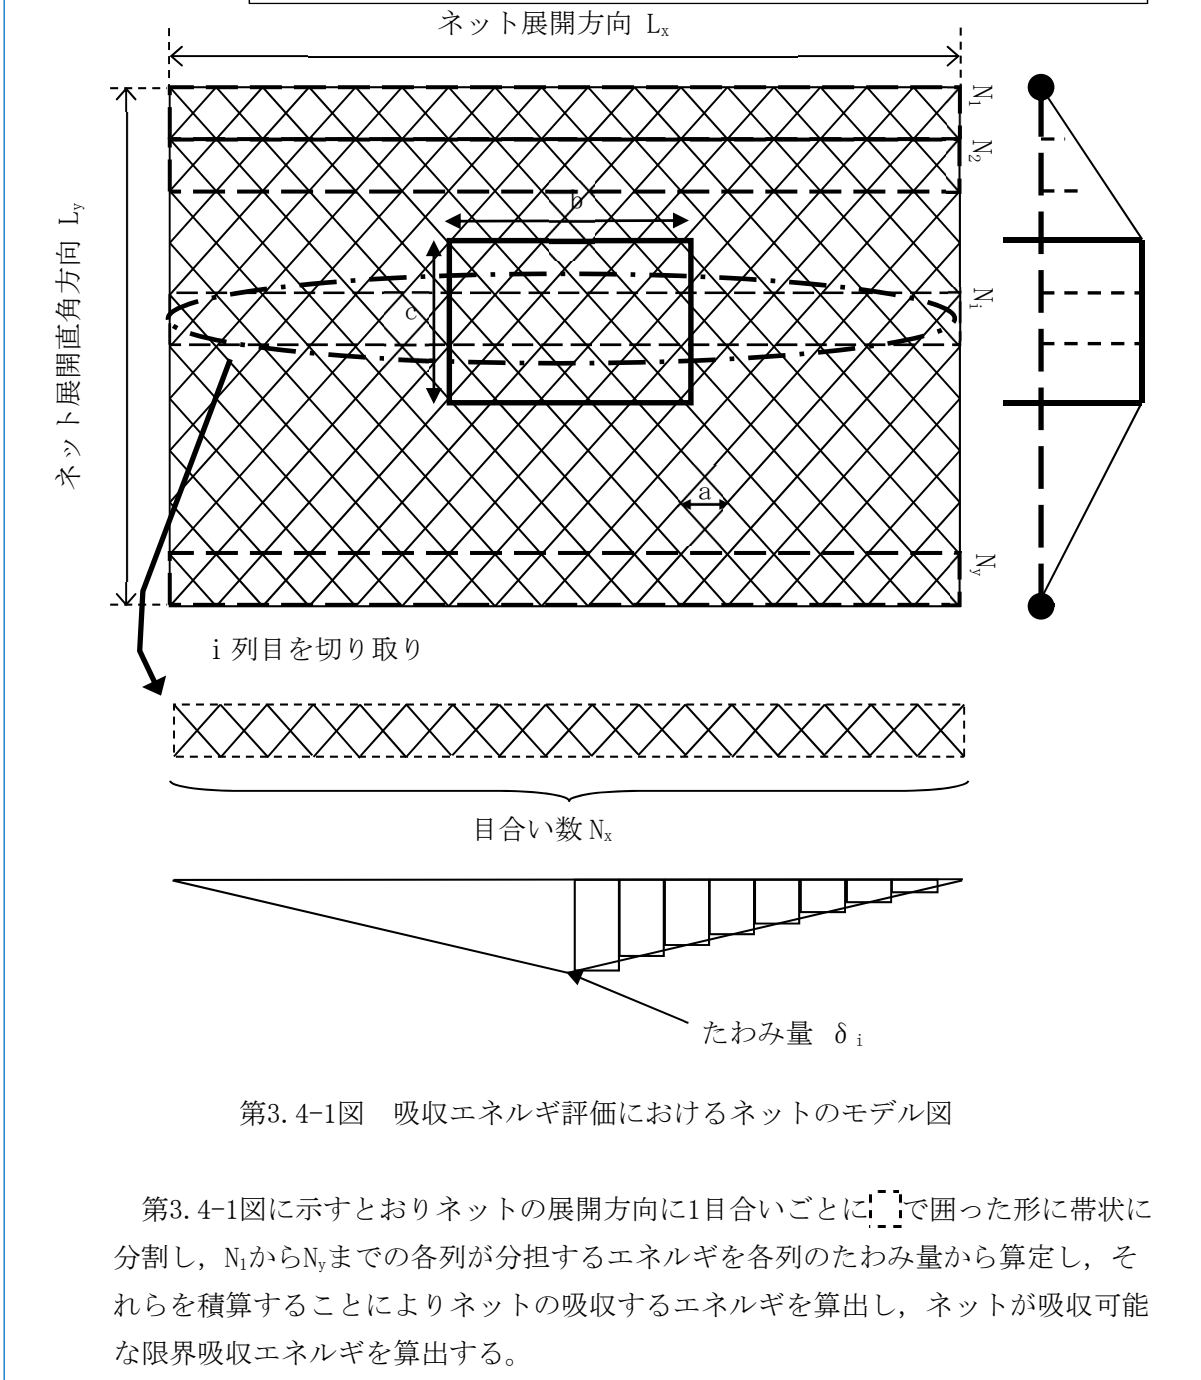 ネット展開方向 Lx
N1
N2
b
ネット展開直角方向 Ly
Ni
c
a
Ny
i 列目を切り取り
目合い数 Nx
たわみ量 δi
第3.4-1図　吸収エネルギ評価におけるネットのモデル図
第3.4-1図に示すとおりネットの展開方向に1目合いごとに で囲った形に帯状に
分割し，N1からNyまでの各列が分担するエネルギを各列のたわみ量から算定し，そ
れらを積算することによりネットの吸収するエネルギを算出し，ネットが吸収可能
な限界吸収エネルギを算出する。